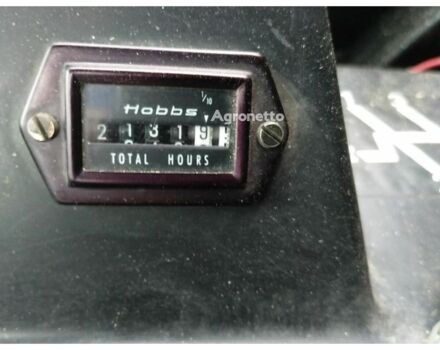 Hobbs
1/10
Agronetto
2 1 3 1 9
TOTAL HOURS